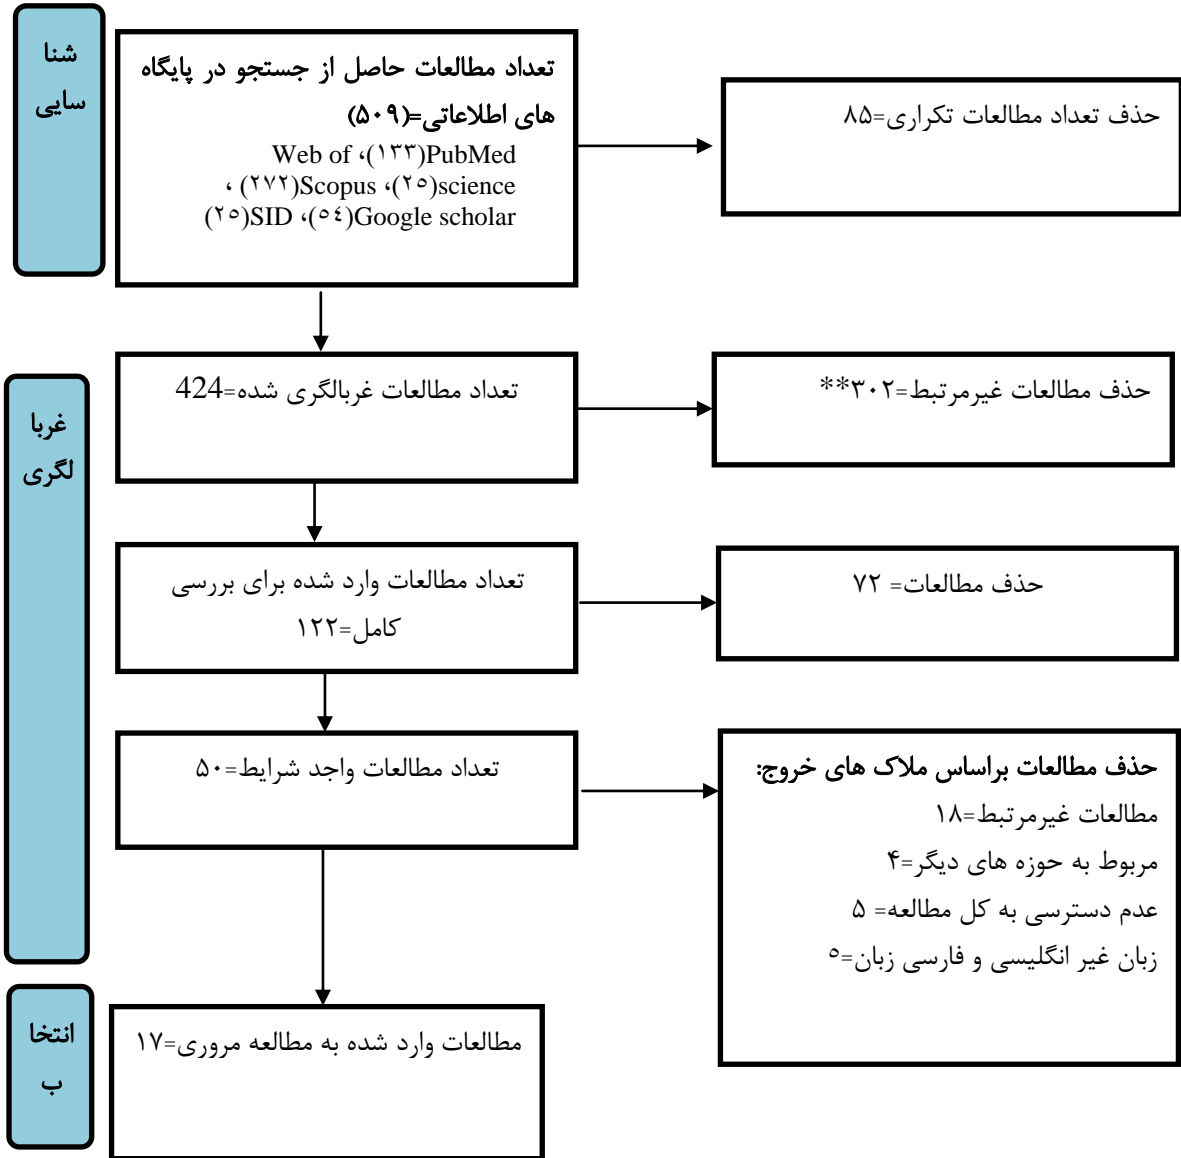 شنا
سایی
تعداد مطالعات حاصل از جستجو در پایگاه
های اطلاعاتی=(۵۰۹)
PubMed(۱۳۳)، Web of
science(۲۵)، Scopus(۲۷۲) ،
Google scholar(۵٤)، SID(۲۵)
حذف تعداد مطالعات تکراری=۸۵
غربا
لگری
تعداد مطالعات غربالگری شده=424
حذف مطالعات غیرمرتبط=۳۰۲**
تعداد مطالعات وارد شده برای بررسی
کامل=۱۲۲
حذف مطالعات= ۷۲
تعداد مطالعات واجد شرایط=۵۰
حذف مطالعات براساس ملاک های خروج:
مطالعات غیرمرتبط=۱۸
مربوط به حوزه های دیگر=۴
عدم دسترسی به کل مطالعه= ۵
زبان غیر انگلیسی و فارسی زبان=۵
انتخا
ب
مطالعات وارد شده به مطالعه مروری=۱۷